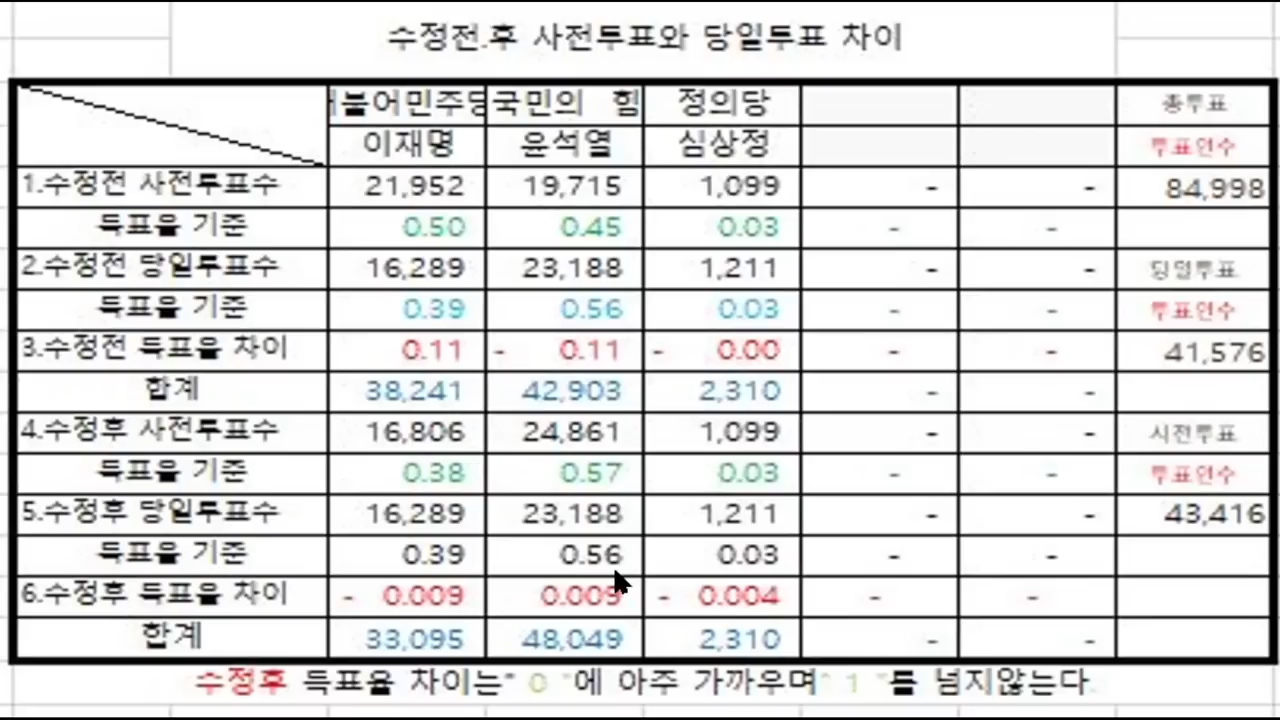 수정전.후 사전투표와 당일투표 차이
더불어민주당 국민의 힘 정의당 총투표
이재명 윤석열 심상정 투표인수
1.수정전 사전투표수 21,952 19,715 1,099 - - 84,998
득표율 기준 0.50 0.45 0.03 - -
2.수정전 당일투표수 16,289 23,188 1,211 - - 당일투표
득표율 기준 0.39 0.56 0.03 - - 투표인수
3.수정전 득표율 차이 0.11 - 0.11 - 0.00 - - 41,576
합계 38,241 42,903 2,310 - -
4.수정후 사전투표수 16,806 24,861 1,099 - - 사전투표
득표율 기준 0.38 0.57 0.03 - - 투표인수
5.수정후 당일투표수 16,289 23,188 1,211 - - 43,416
득표율 기준 0.39 0.56 0.03 - -
6.수정후 득표율 차이 - 0.009 0.009 - 0.004 - -
합계 33,095 48,049 2,310 - -
수정후 득표율 차이는" 0 "에 아주 가까우며" 1 "를 넘지않는다.